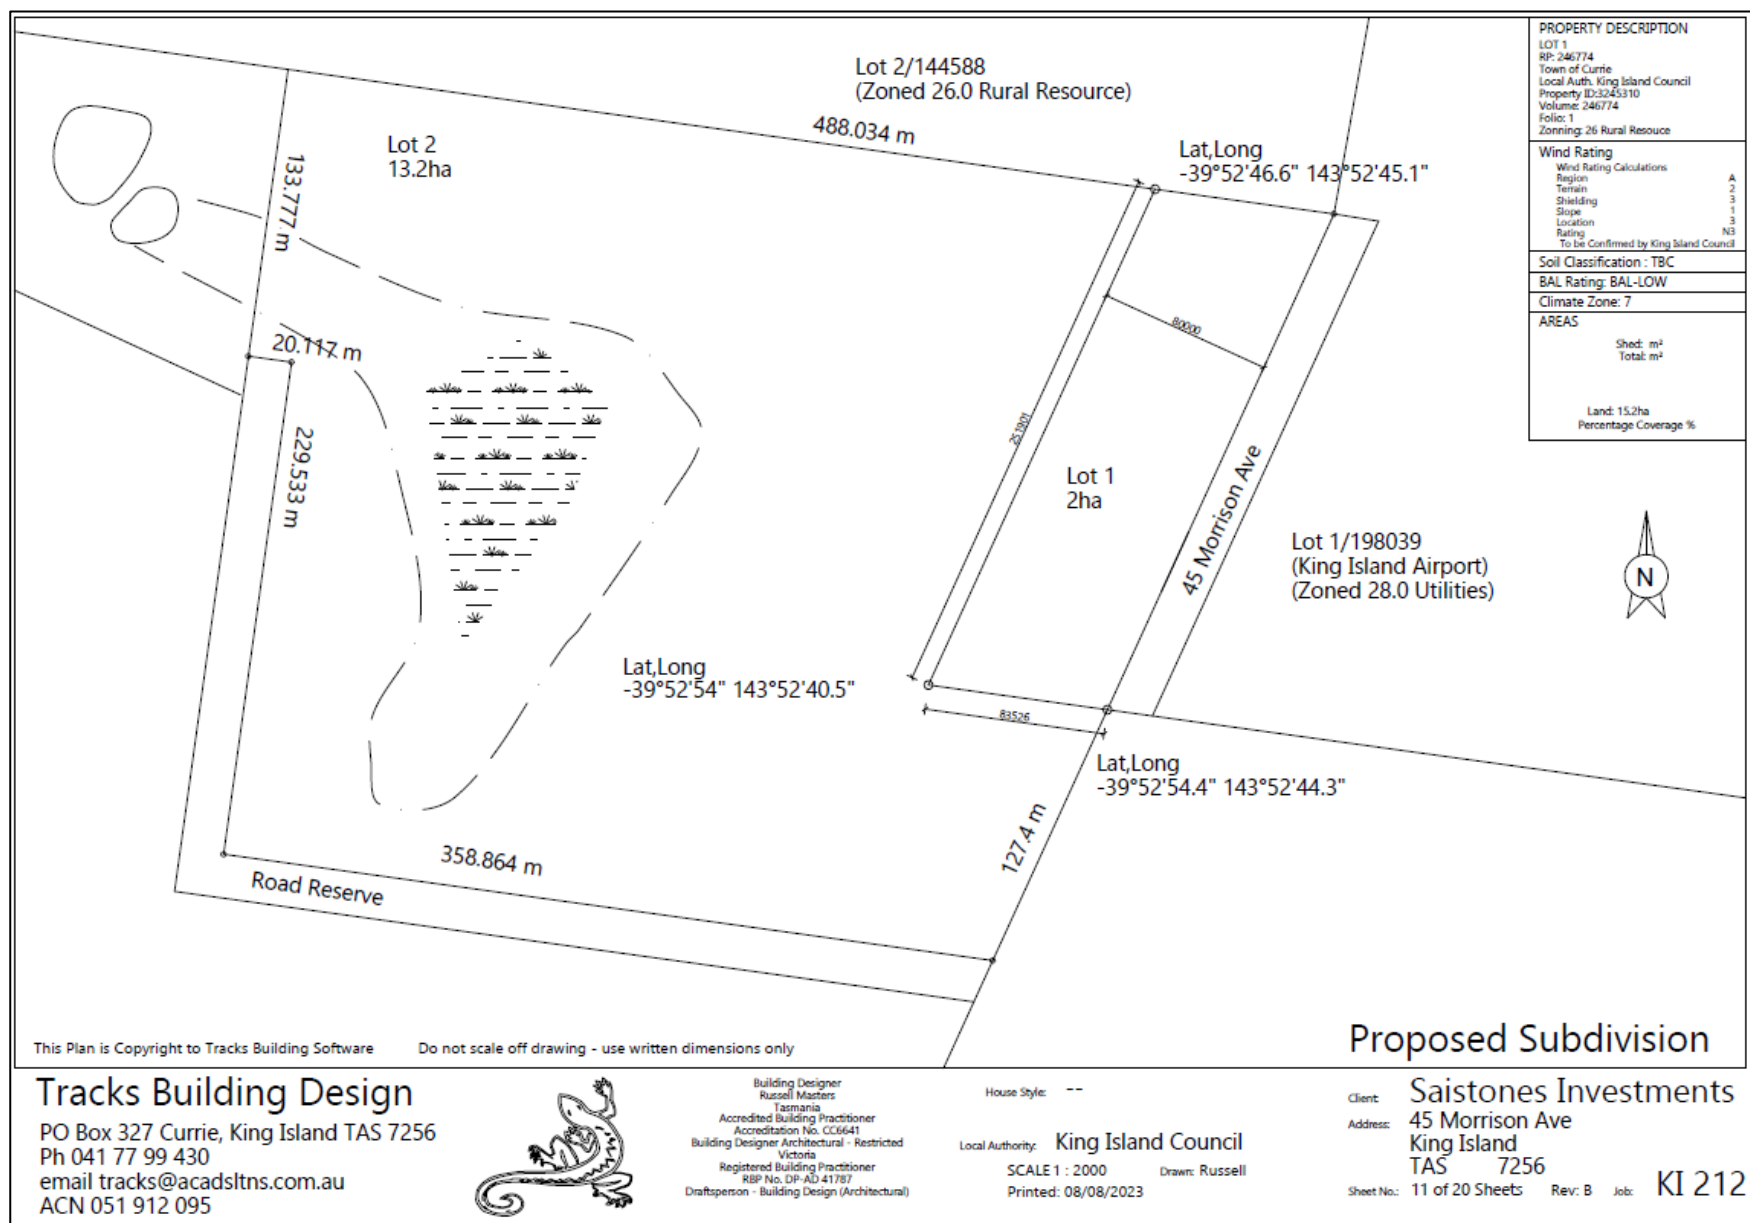 Lot 2/144588
(Zoned 26.0 Rural Resource)
488.034 m
Lot 2
13.2ha
133.777 m
Lat,Long
-39°52'46.6" 143°52'45.1"
80000
20.117 m
229.533 m
251901
Lot 1
2ha
45 Morrison Ave
Lot 1/198039
(King Island Airport)
(Zoned 28.0 Utilities)
N
Lat,Long
-39°52'54" 143°52'40.5"
83526
Lat,Long
-39°52'54.4" 143°52'44.3"
127.4 m
358.864 m
Road Reserve
PROPERTY DESCRIPTION
LOT 1
RP: 246774
Town of Currie
Local Auth. King Island Council
Property ID:3245310
Volume: 246774
Folio: 1
Zonning: 26 Rural Resouce
Wind Rating
Wind Rating Calculations
Region A
Terrain 2
Shielding 3
Slope 1
Location 3
Rating N3
To be Confirmed by King Island Council
Soil Classification : TBC
BAL Rating: BAL-LOW
Climate Zone: 7
AREAS
Shed: m²
Total: m²
Land: 15.2ha
Percentage Coverage %
This Plan is Copyright to Tracks Building Software
Do not scale off drawing - use written dimensions only
Proposed Subdivision
Tracks Building Design
PO Box 327 Currie, King Island TAS 7256
Ph 041 77 99 430
email tracks@acadsltns.com.au
ACN 051 912 095
Building Designer
Russell Masters
Tasmania
Accredited Building Practitioner
Accreditation No. CC6641
Building Designer Architectural - Restricted
Victoria
Registered Building Practitioner
RBP No. DP-AD 41787
Draftsperson - Building Design (Architectural)
House Style: --
Local Authority: King Island Council
SCALE 1 : 2000 Drawn: Russell
Printed: 08/08/2023
Client: Saistones Investments
Address: 45 Morrison Ave
King Island
TAS 7256
Sheet No.: 11 of 20 Sheets Rev: B Job: KI 212